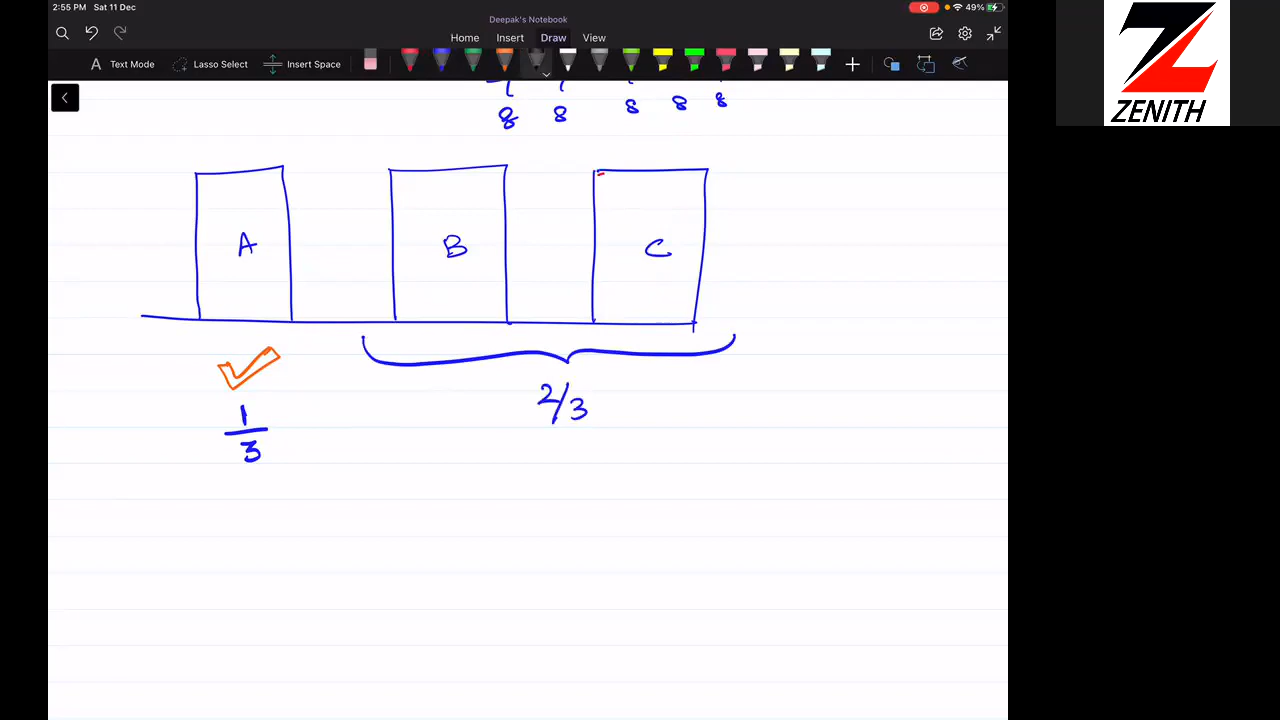 2:55 PM Sat 11 Dec
49%
Deepak's Notebook
Home Insert Draw View
A Text Mode Lasso Select Insert Space
8 8 8 8 8
A B C
2/3
1
3
Z
ZENITH